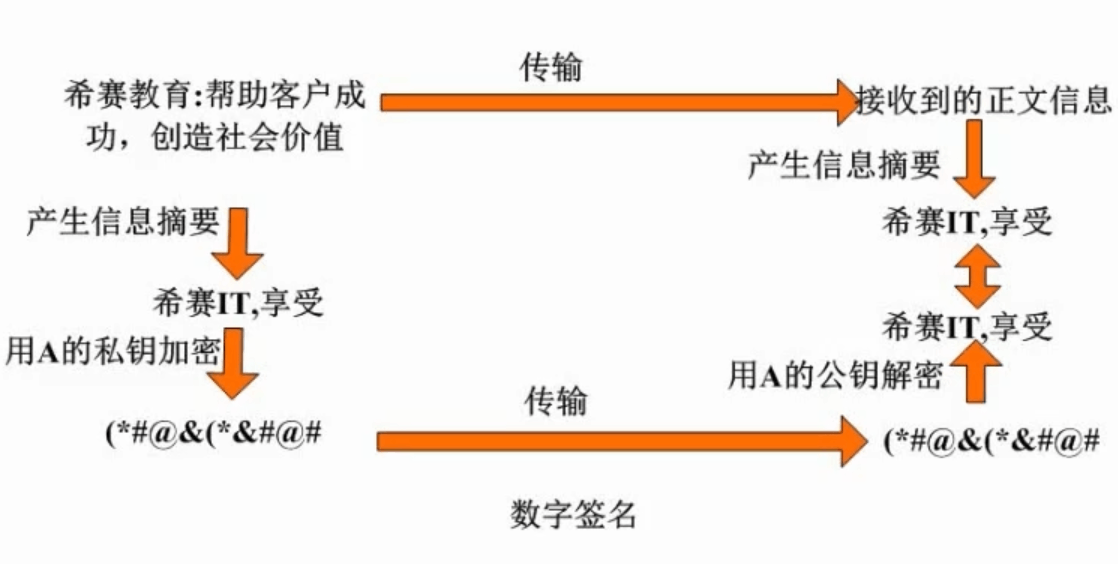 传输
希赛教育:帮助客户成
功，创造社会价值
接收到的正文信息
产生信息摘要
希赛IT,享受
用A的私钥加密
(*#@&(*&#@#
产生信息摘要
希赛IT,享受
希赛IT,享受
用A的公钥解密
传输
(*#@&(*&#@#
数字签名